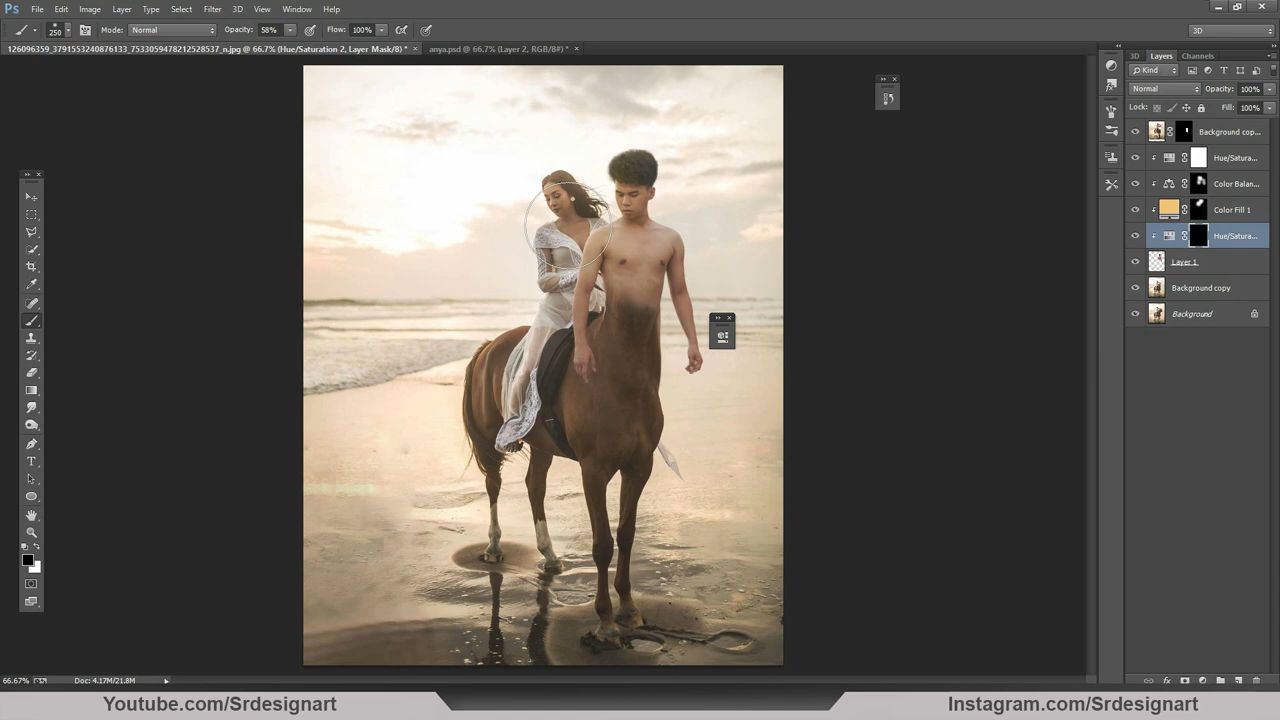 Ps File Edit Image Layer Type Select Filter 3D View Window Help
250 Mode: Normal Opacity: 58% Flow: 100% 3D
126096359_3791553240876133_7533059478212528537_n.jpg @ 66.7% (Hue/Saturation 2, Layer Mask/8) * × anya.psd @ 66.7% (Layer 2, RGB/8#) * ×
3D Layers Channels
Kind
Normal Opacity: 100%
Lock: Fill: 100%
Background cop...
Hue/Satura...
Color Balan...
Color Fill 1
Hue/Satura...
Layer 1
Background copy
Background
66.67% Doc: 4.17M/21.8M
Youtube.com/Srdesignart
Instagram.com/Srdesignart